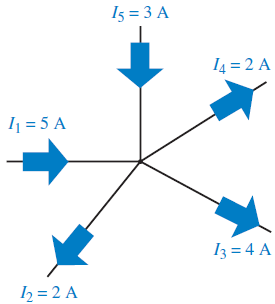 I₅ = 3 A
I₄ = 2 A
I₁ = 5 A
I₃ = 4 A
I₂ = 2 A